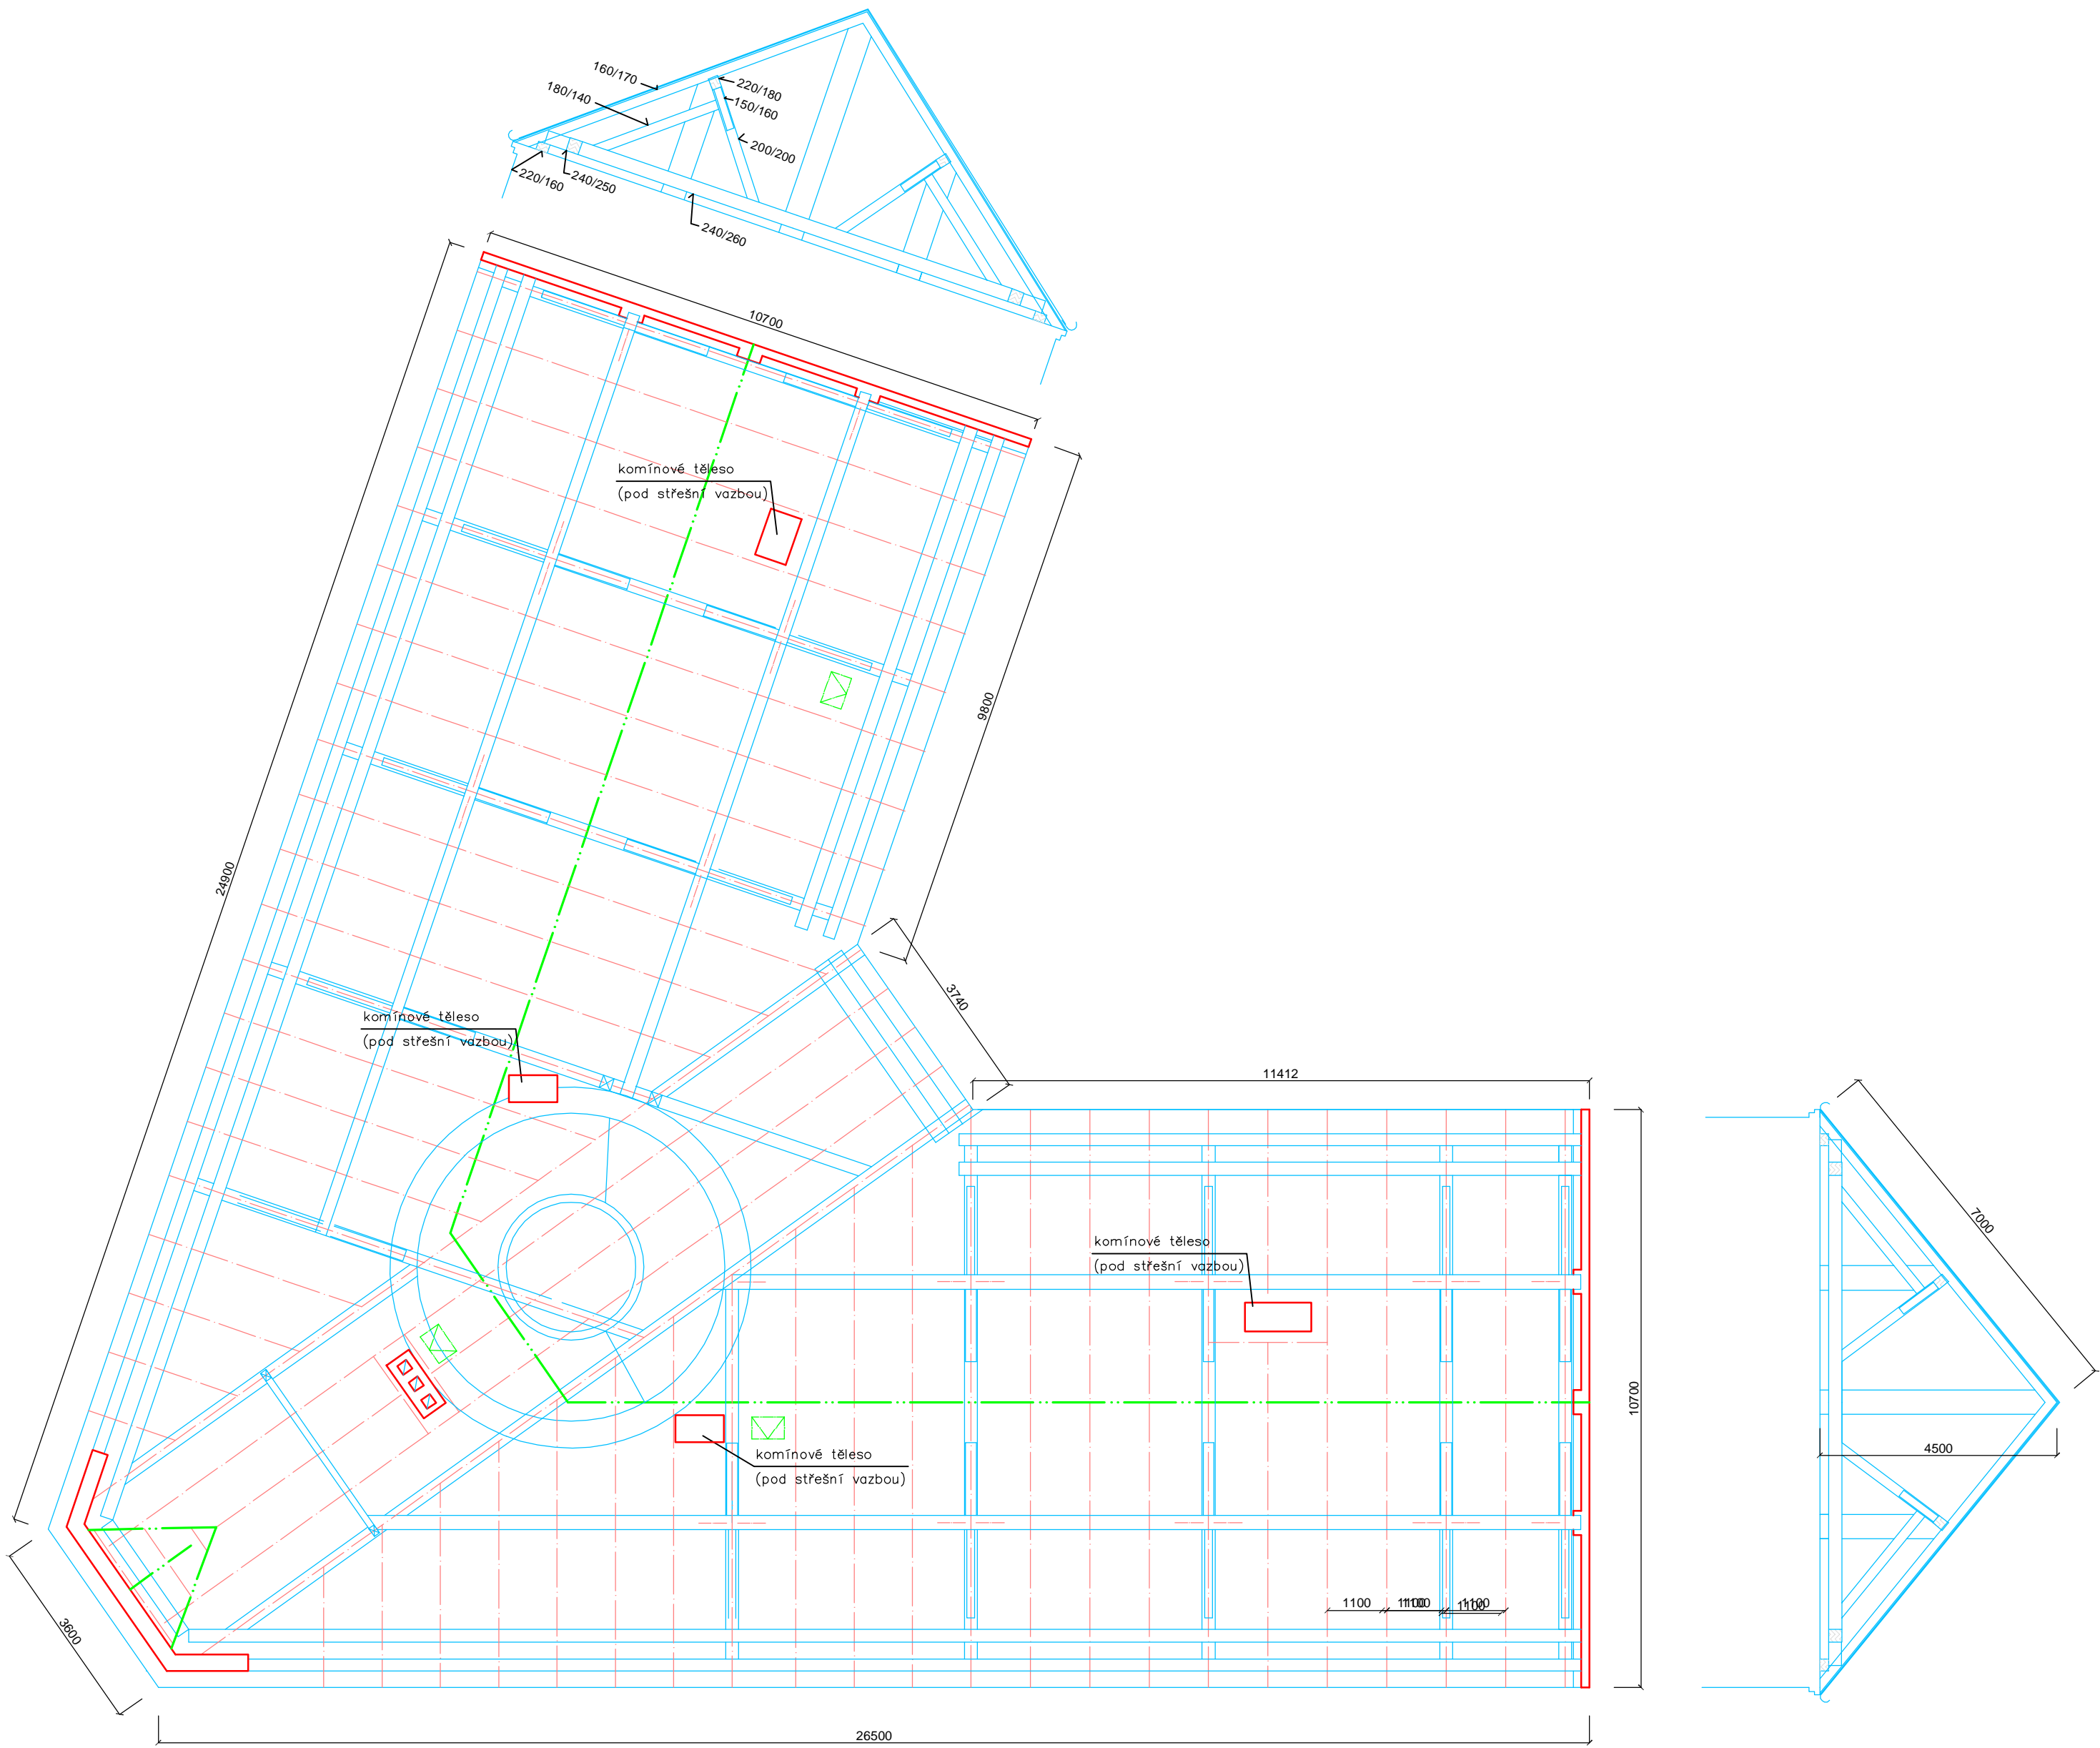 160/170
180/140
220/180
150/160
200/200
220/160
240/250
240/260
10700
komínové těleso
(pod střešní vazbou)
9800
24900
3740
komínové těleso
(pod střešní vazbou)
11412
7000
komínové těleso
(pod střešní vazbou)
10700
4500
komínové těleso
(pod střešní vazbou)
1100
1100
1100
1100
1100
3600
26500